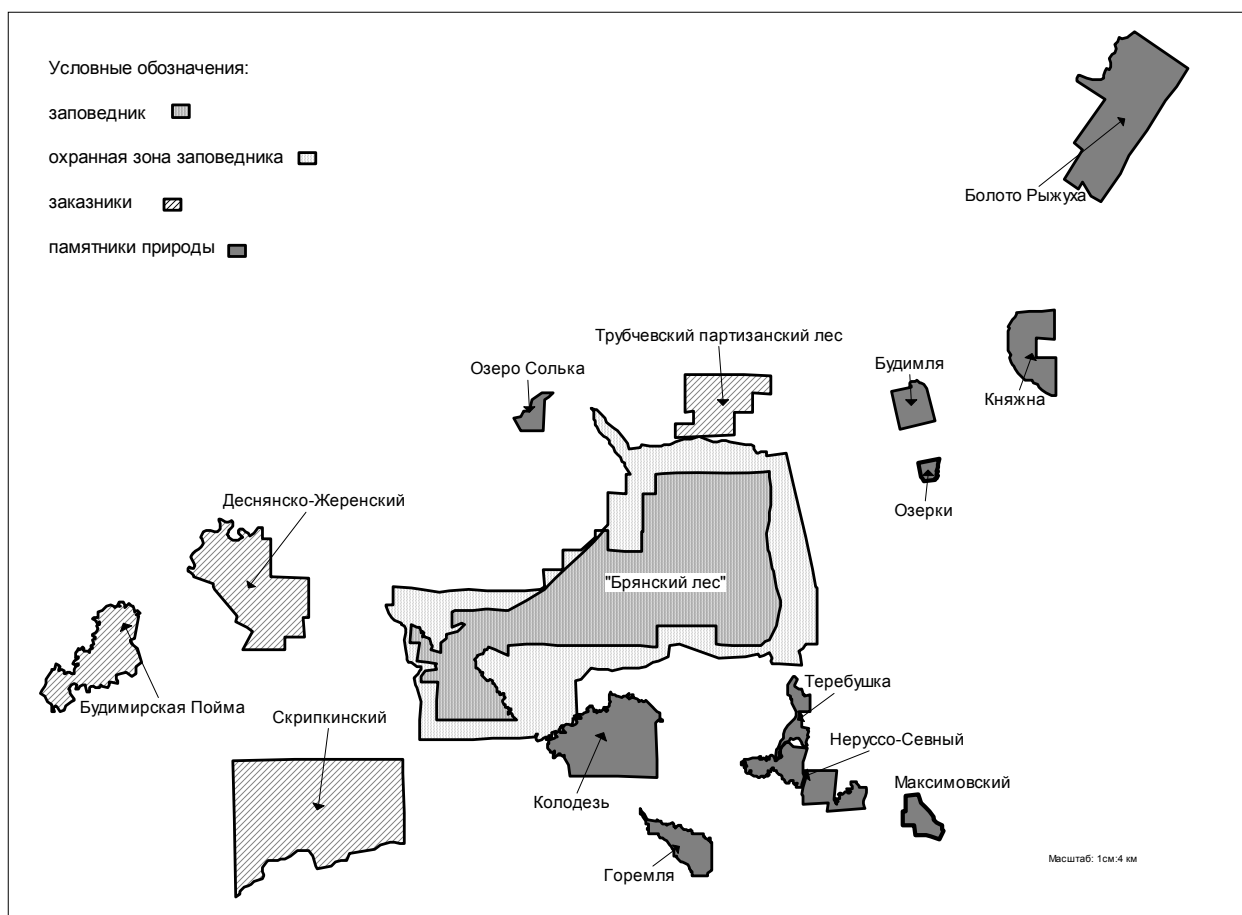 Условные обозначения:
заповедник
охранная зона заповедника
заказники
памятники природы
Болото Рыжуха
Трубчевский партизанский лес
Озеро Солька
Будимля
Княжна
Озерки
Деснянско-Жеренский
"Брянский лес"
Будимирская Пойма
Скрипкинский
Теребушка
Неруссо-Севный
Максимовский
Колодезь
Горемля
Масштаб: 1см:4 км